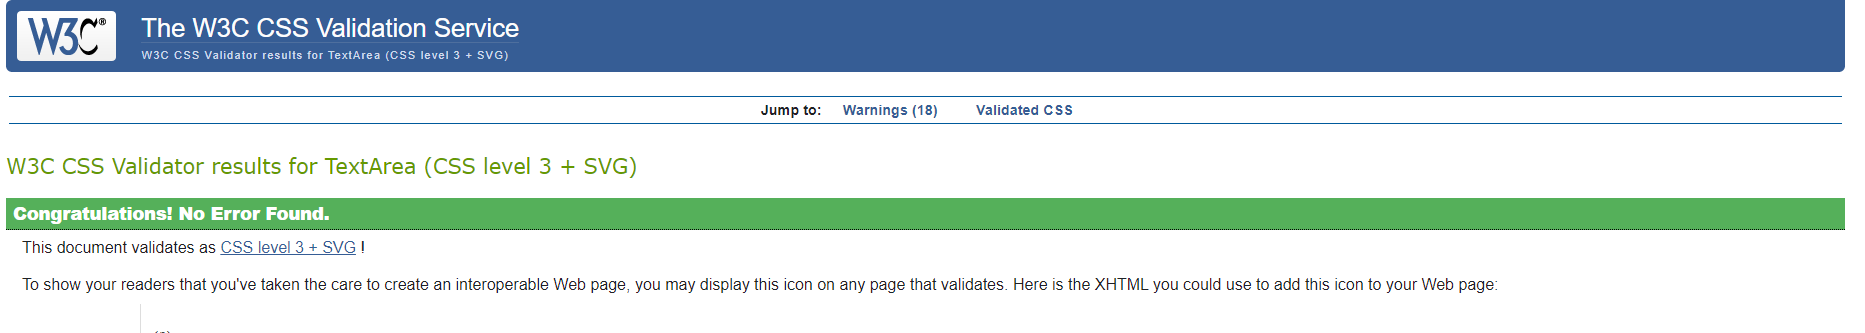 W3C®
The W3C CSS Validation Service
W3C CSS Validator results for TextArea (CSS level 3 + SVG)
Jump to: Warnings (18) Validated CSS
W3C CSS Validator results for TextArea (CSS level 3 + SVG)
Congratulations! No Error Found.
This document validates as CSS level 3 + SVG !
To show your readers that you've taken the care to create an interoperable Web page, you may display this icon on any page that validates. Here is the XHTML you could use to add this icon to your Web page: